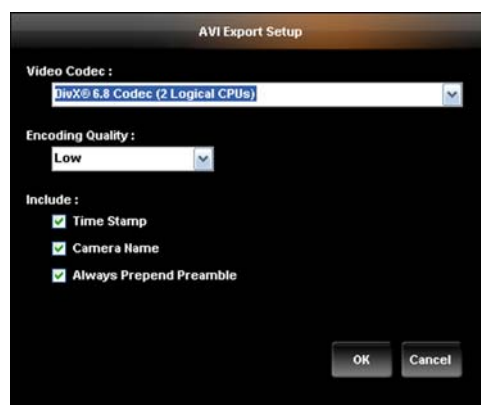 AVI Export Setup
Video Codec :
DivX® 6.8 Codec (2 Logical CPUs)
Encoding Quality :
Low
Include :
Time Stamp
Camera Name
Always Prepend Preamble
OK Cancel